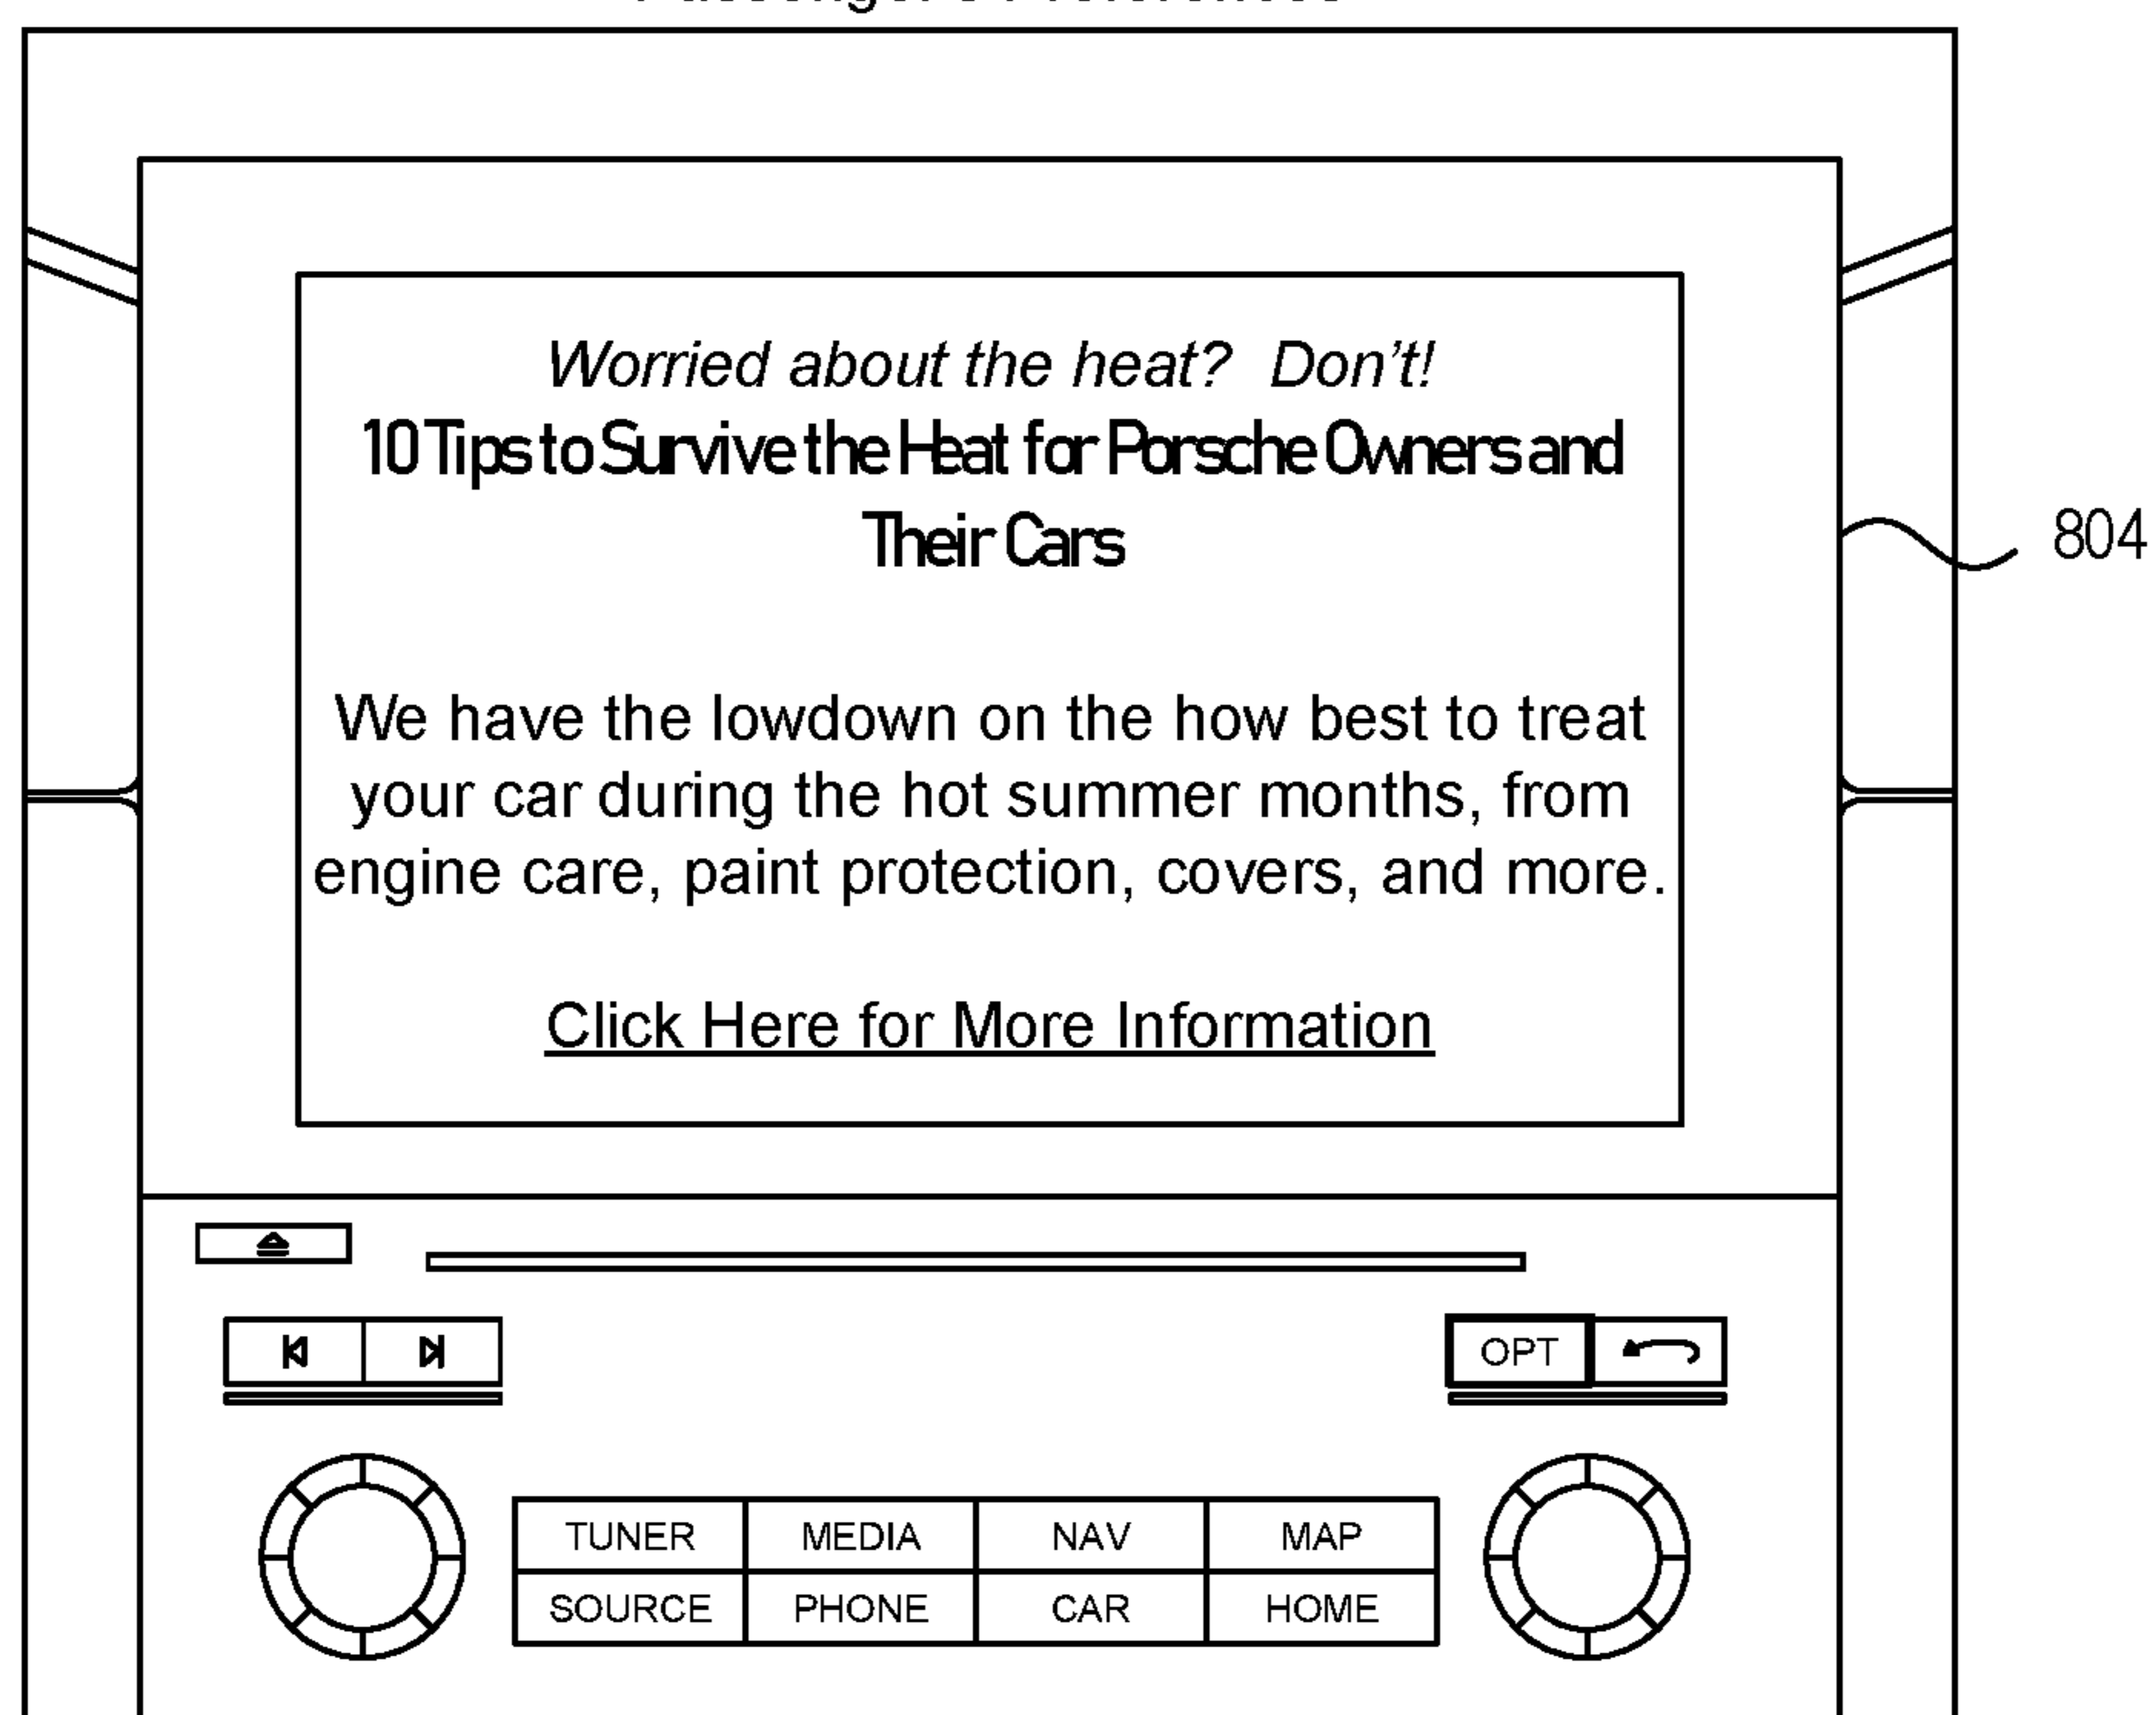 Worried about the heat? Don't!
10 Tips to Survive the Heat for Porsche Owners and
Their Cars
804
We have the lowdown on the how best to treat
your car during the hot summer months, from
engine care, paint protection, covers, and more.
Click Here for More Information
OPT
TUNER MEDIA NAV MAP
SOURCE PHONE CAR HOME